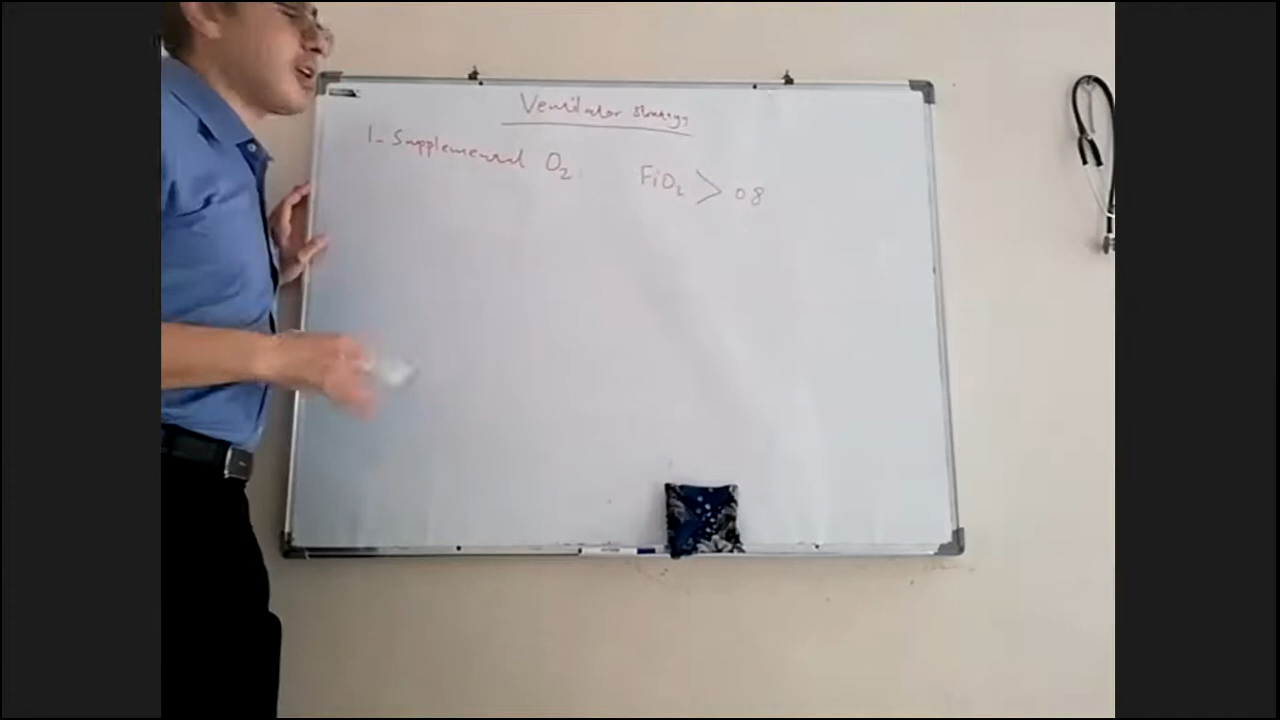 Ventilator strategy
1- Supplemental O₂ FiO₂ > 0 8